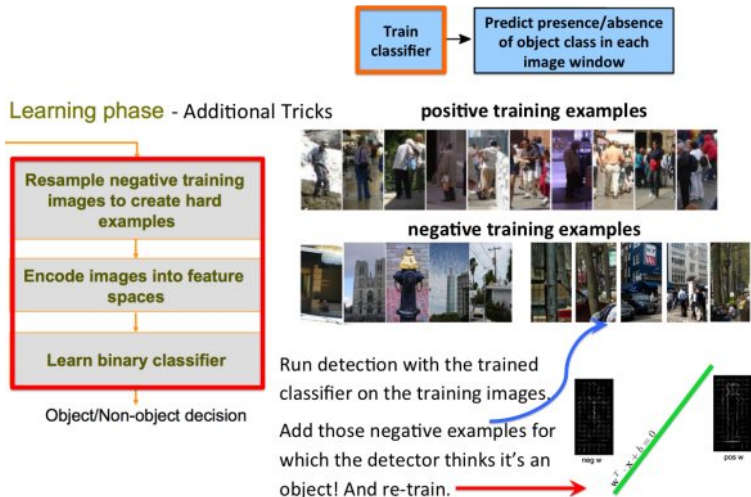 Train
classifier
Predict presence/absence
of object class in each
image window
Learning phase - Additional Tricks
positive training examples
Resample negative training
images to create hard
examples
Encode images into feature
spaces
Learn binary classifier
Object/Non-object decision
negative training examples
Run detection with the trained
classifier on the training images.
Add those negative examples for
which the detector thinks it's an
object! And re-train.
neg w
pos w
w^T · x + b = 0